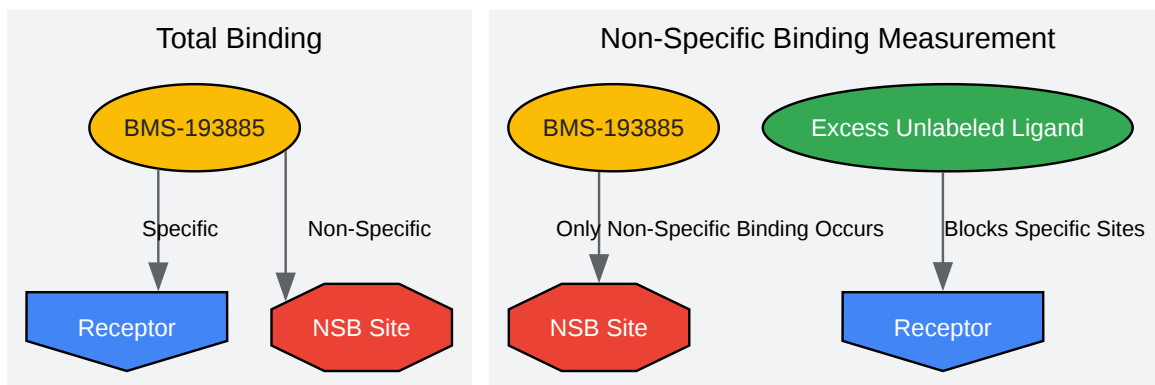 Total Binding
BMS-193885
Specific
Non-Specific
Receptor
NSB Site
Non-Specific Binding Measurement
BMS-193885
Excess Unlabeled Ligand
Only Non-Specific Binding Occurs
Blocks Specific Sites
NSB Site
Receptor